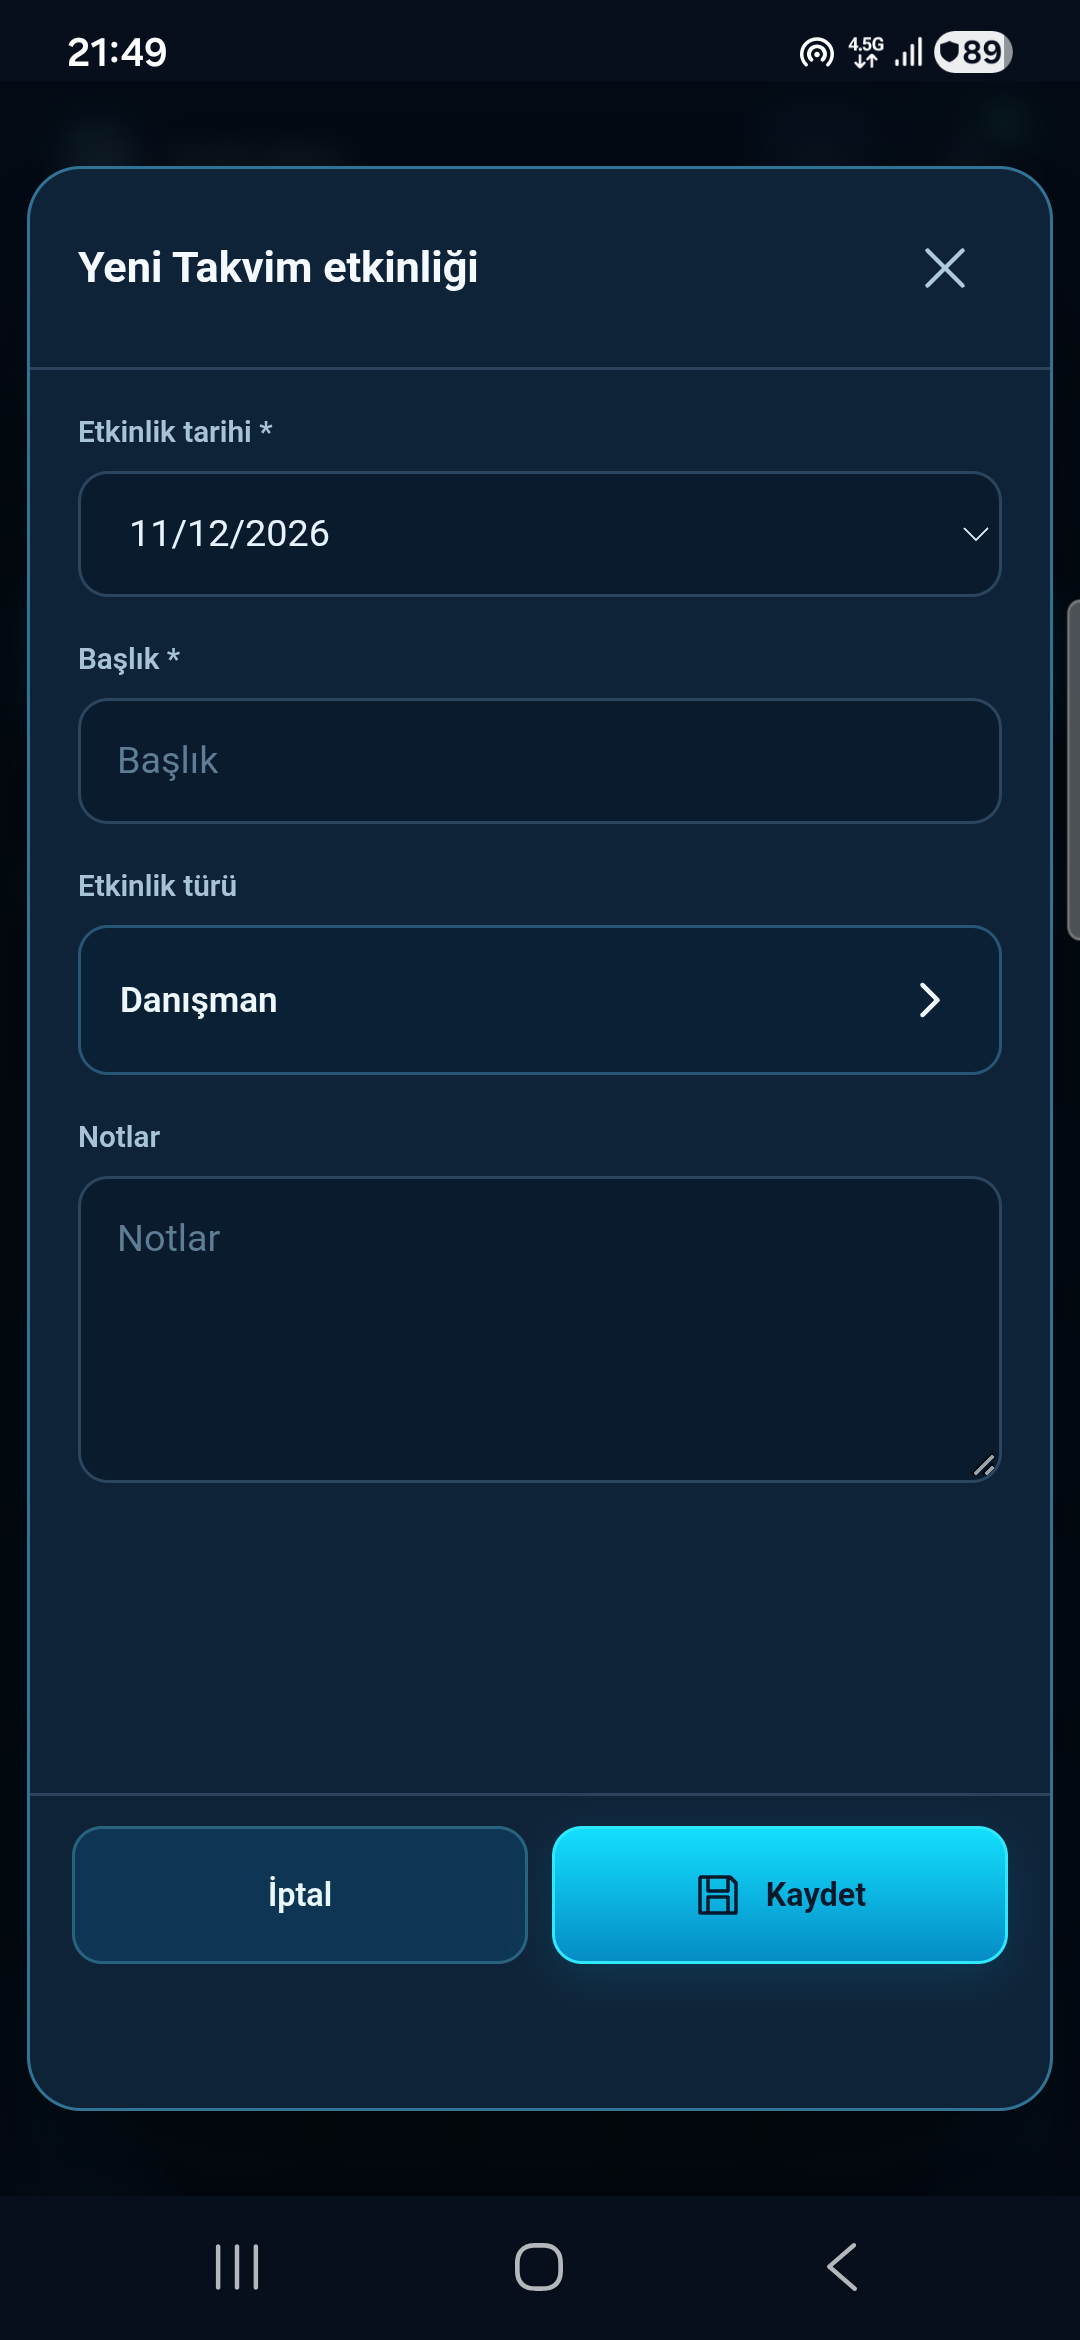 21:49
4.5G
89
Yeni Takvim etkinliği
Etkinlik tarihi *
11/12/2026
Başlık *
Başlık
Etkinlik türü
Danışman
Notlar
Notlar
İptal
Kaydet